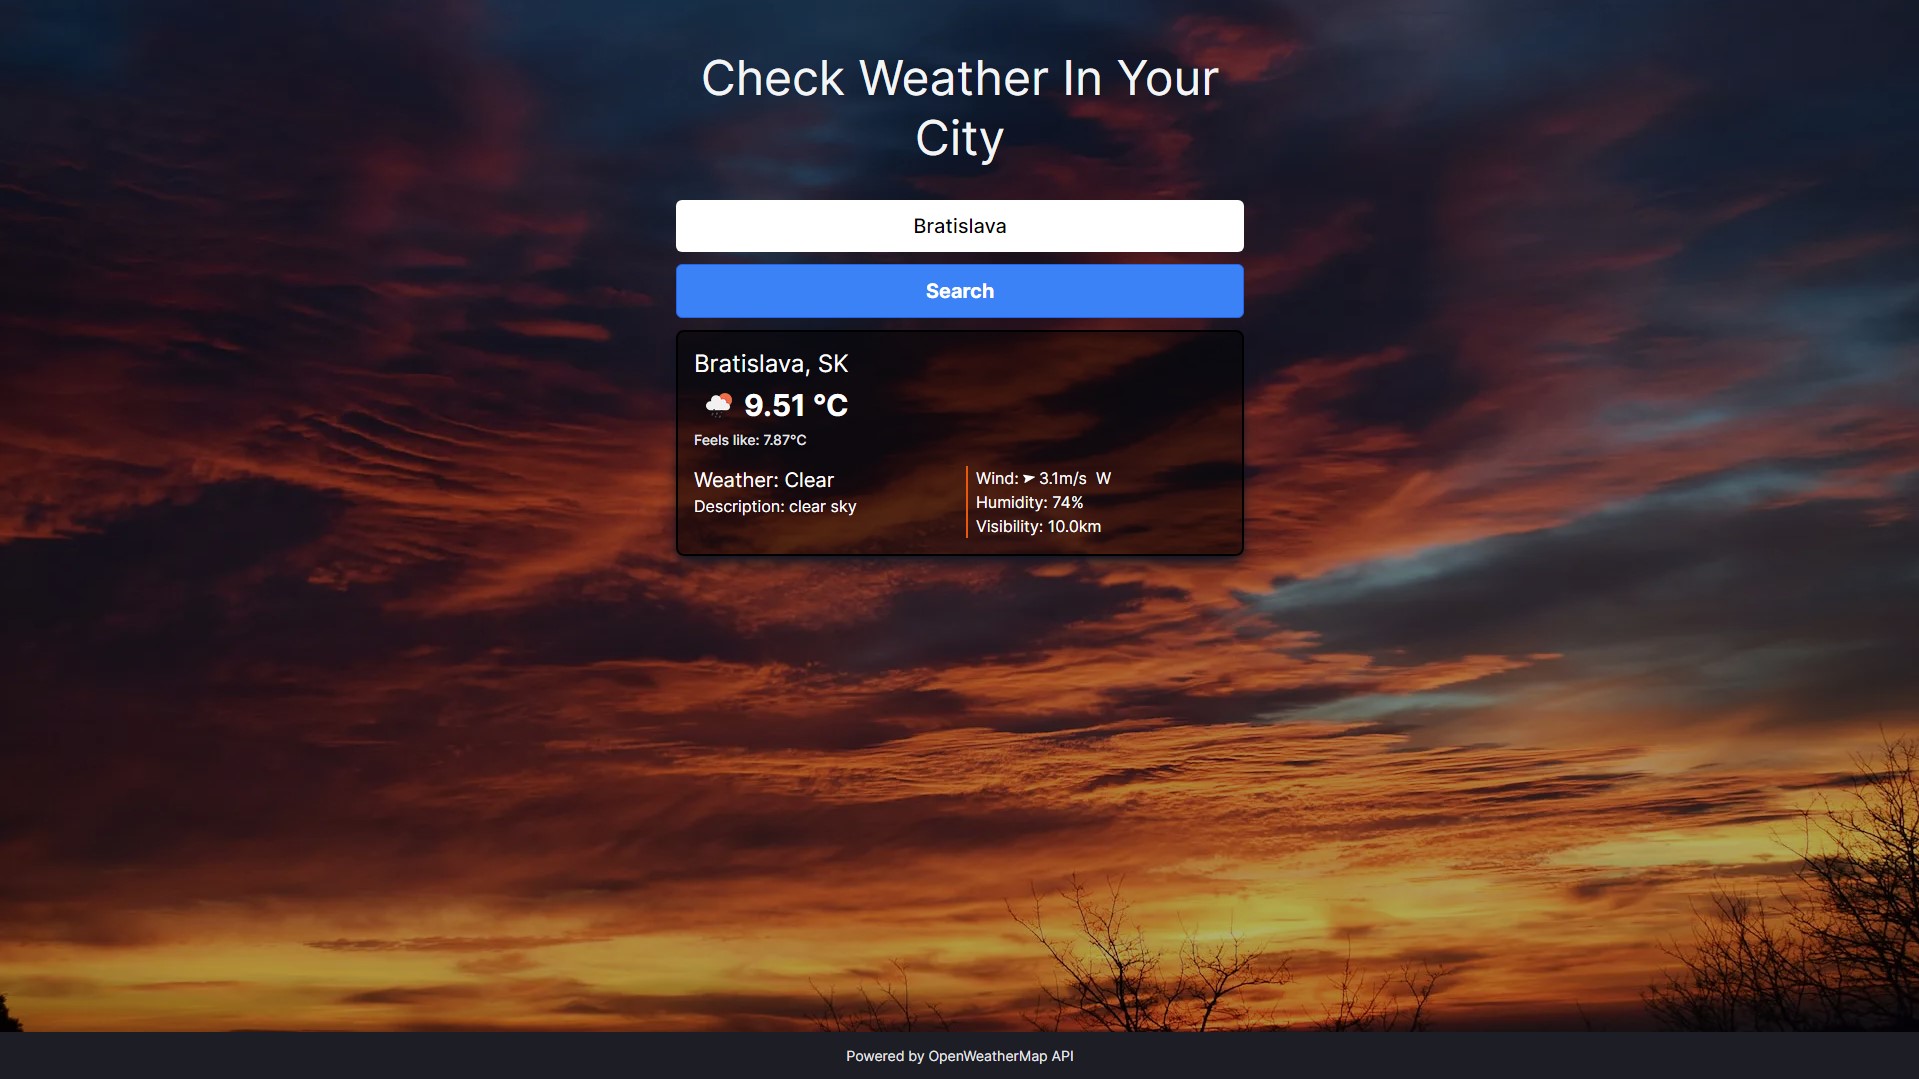 Check Weather In Your
City
Bratislava
Search
Bratislava, SK
9.51 °C
Feels like: 7.87°C
Weather: Clear
Description: clear sky
Wind: 3.1m/s W
Humidity: 74%
Visibility: 10.0km
Powered by OpenWeatherMap API